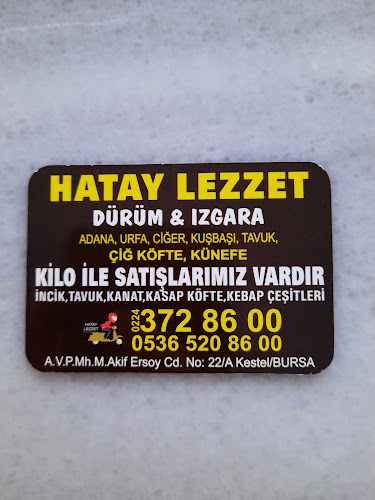 HATAY LEZZET
DÜRÜM & IZGARA
ADANA, URFA, CİĞER, KUŞBAŞI, TAVUK,
ÇİĞ KÖFTE, KÜNEFE
KİLO İLE SATIŞLARIMIZ VARDIR
İNCİK,TAVUK,KANAT,KASAP KÖFTE,KEBAP ÇEŞİTLERİ
HATAY
LEZZET
0224 372 86 00
0536 520 86 00
A.V.P.Mh.M.Akif Ersoy Cd. No: 22/A Kestel/BURSA